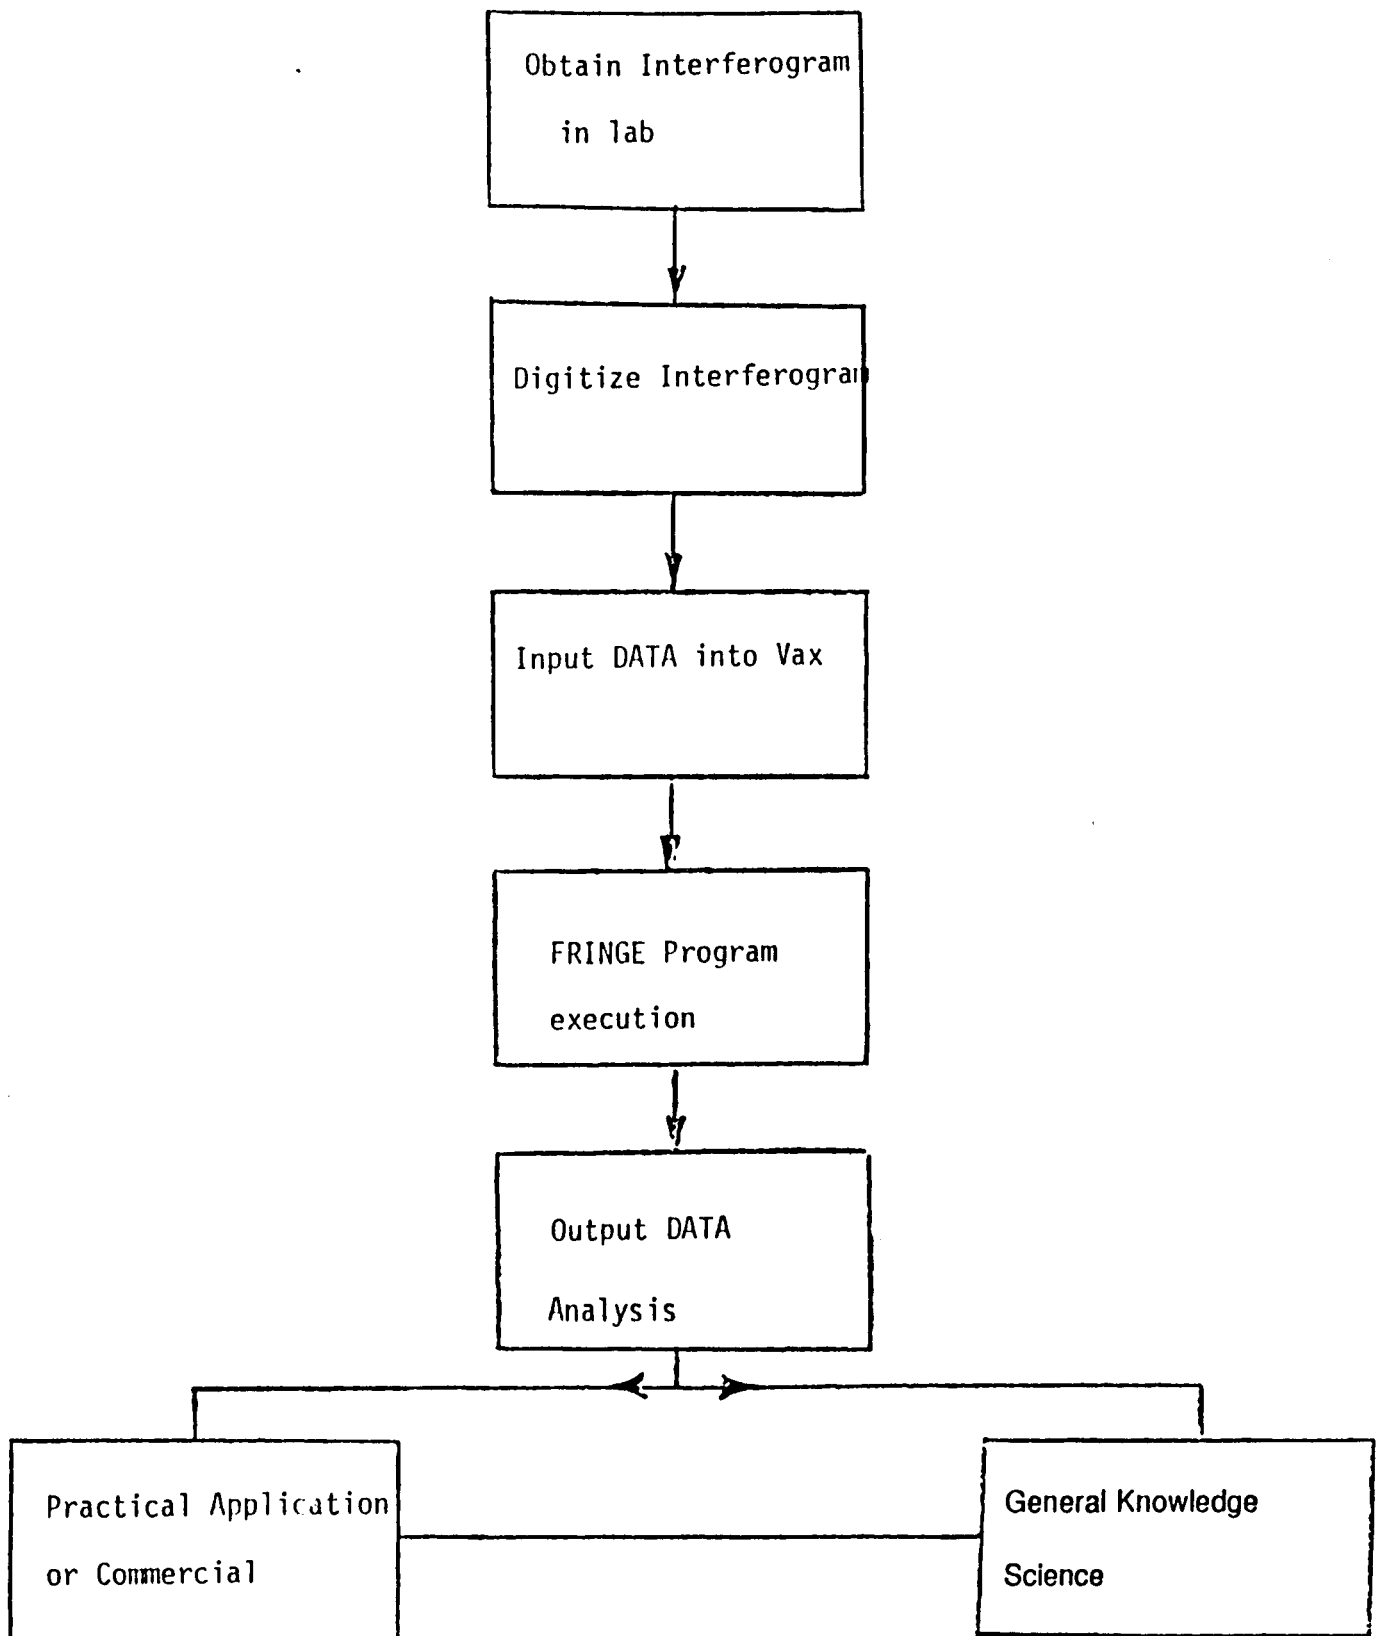 Obtain Interferogram
in lab
Digitize Interferogram
Input DATA into Vax
FRINGE Program
execution
Output DATA
Analysis
Practical Application
or Commercial
General Knowledge
Science